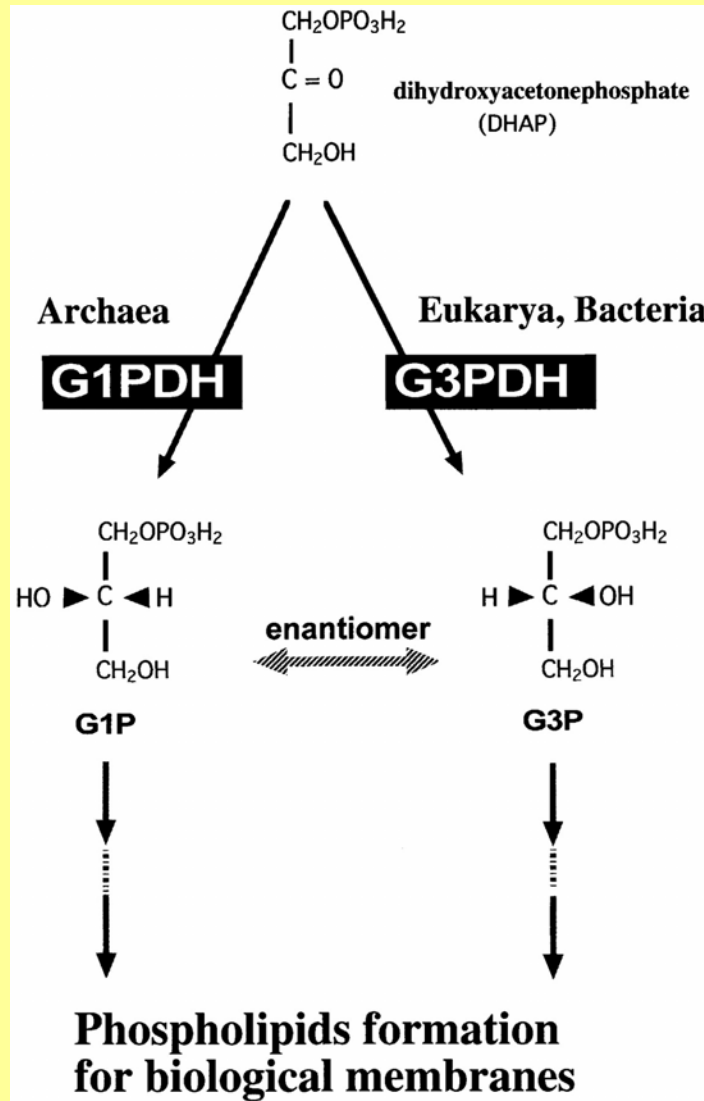 CH₂OPO₃H₂
C = O
dihydroxyacetonephosphate
(DHAP)
CH₂OH
Archaea
Eukarya, Bacteria
G1PDH
G3PDH
CH₂OPO₃H₂
HO C H
CH₂OH
G1P
enantiomer
CH₂OPO₃H₂
H C OH
CH₂OH
G3P
Phospholipids formation
for biological membranes